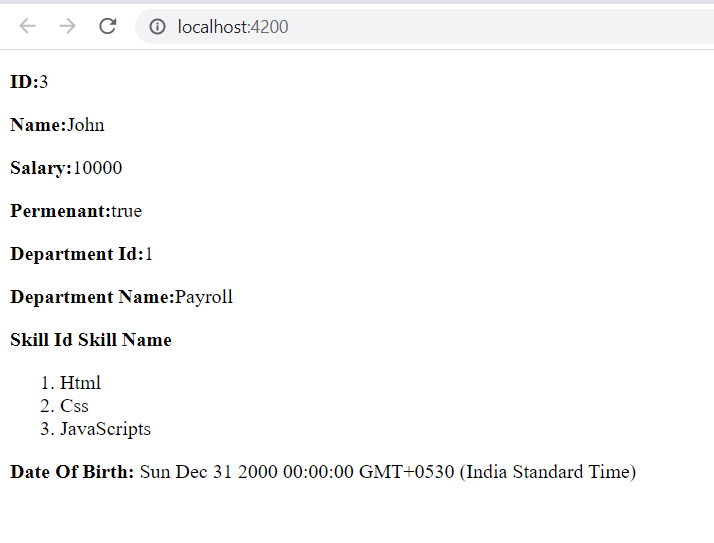 localhost:4200
ID:3
Name:John
Salary:10000
Permenant:true
Department Id:1
Department Name:Payroll
Skill Id Skill Name
1. Html
2. Css
3. JavaScripts
Date Of Birth: Sun Dec 31 2000 00:00:00 GMT+0530 (India Standard Time)